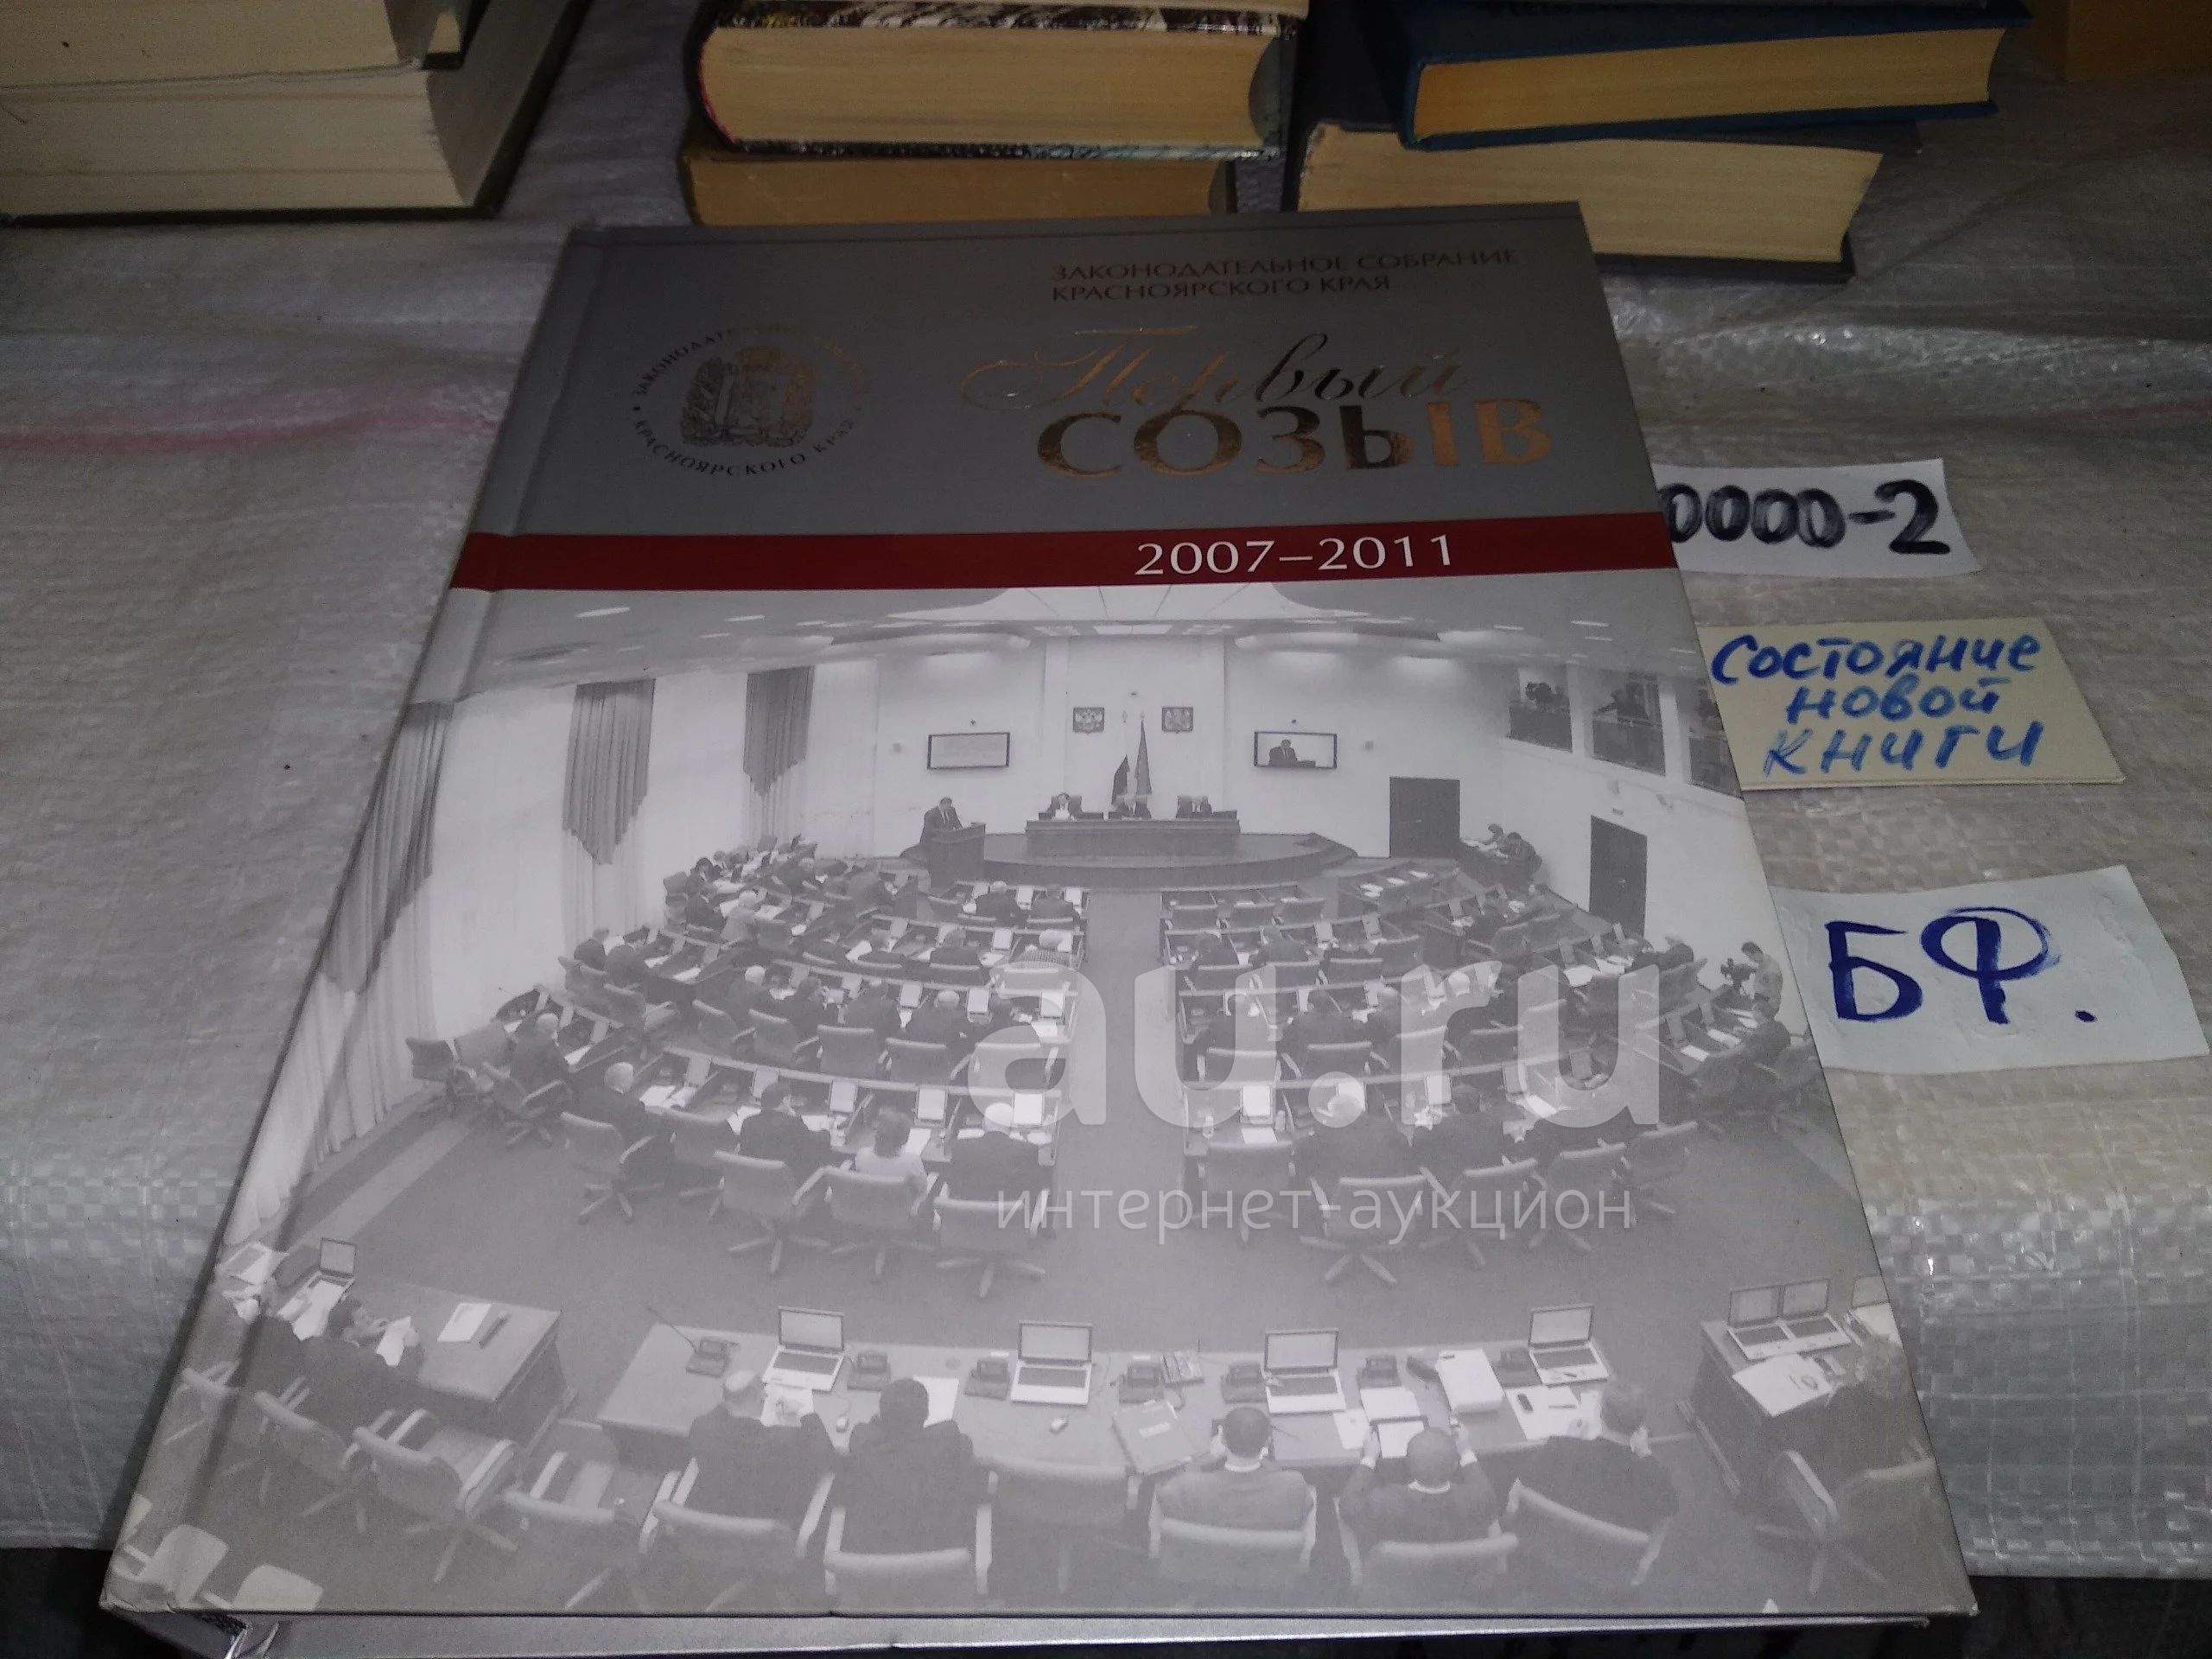 ЗАКОНОДАТЕЛЬНОЕ СОБРАНИЕ
КРАСНОЯРСКОГО КРАЯ
Первый
СОЗЫВ
КРАСНОЯРСКОГО КРАЯ
2007–2011
0000-2
Состояние
новой
книги
БФ.
au.ru
интернет-аукцион